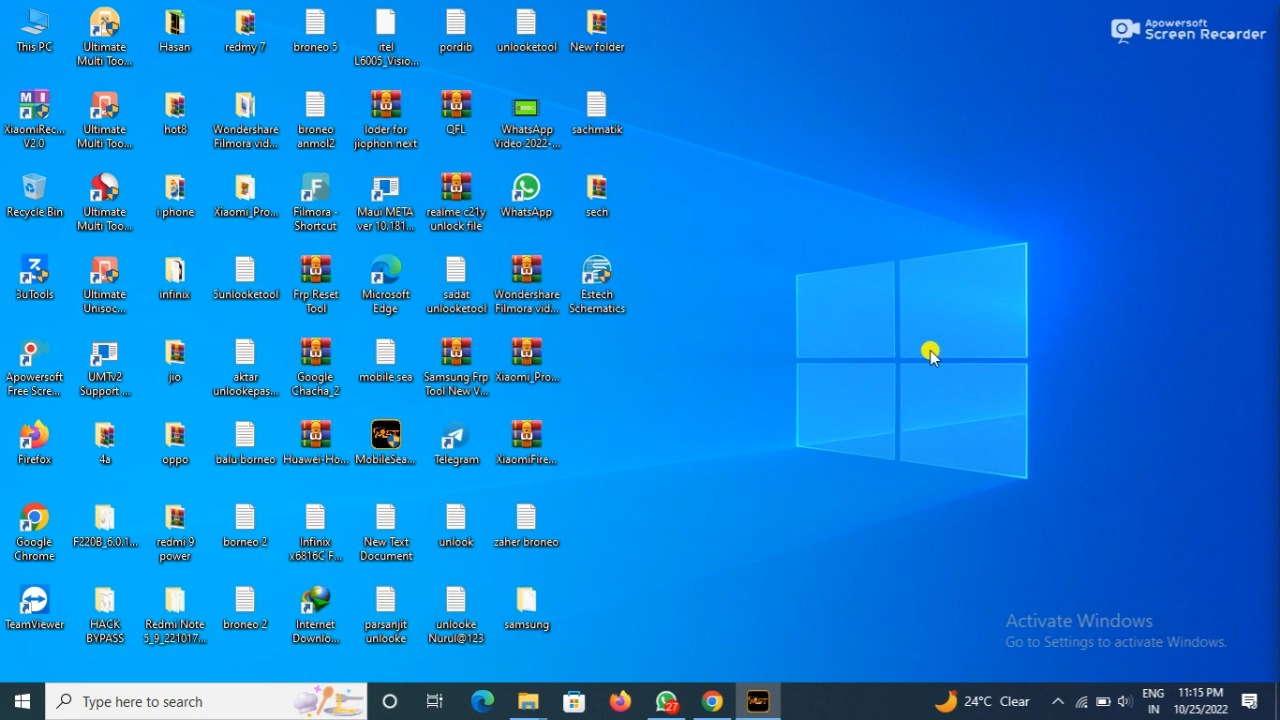 Apowersoft
Screen Recorder
This PC
Ultimate
Multi Too...
Hasan
redmy 7
broneo 5
itel
L6005_Visio...
pordib
unlooketool
New folder
XiaomiRec...
V2.0
Ultimate
Multi Too...
hot8
Wondershare
Filmora vid...
broneo
anmol2
loder for
jiophon next
QFL
WhatsApp
Video 2022-...
sachmatik
Recycle Bin
Ultimate
Multi Too...
i phone
Xiaomi_Pro...
Filmora -
Shortcut
Maui META
ver 10.181...
realme c21y
unlock file
WhatsApp
sech
3uTools
Ultimate
Unisoc...
infinix
5unlooketool
Frp Reset
Tool
Microsoft
Edge
sadat
unlooketool
Wondershare
Filmora vid...
Estech
Schematics
Apowersoft
Free Scre...
UMTv2
Support ...
jio
aktar
unlookepas...
Google
Chacha_2
mobile sea
Samsung Frp
Tool New V...
Xiaomi_Pro...
Firefox
4a
oppo
balu borneo
Huawei-Ho...
MobileSea...
Telegram
XiaomiFire...
Google
Chrome
F220B_6.0.1...
redmi 9
power
borneo 2
Infinix
x6816C F...
New Text
Document
unlook
zaher broneo
TeamViewer
HACK
BYPASS
Redmi Note
5_9_221017...
broneo 2
Internet
Downlo...
parsanjit
unlooke
unlooke
Nurul@123
samsung
Activate Windows
Go to Settings to activate Windows.
Type here to search
27
24°C Clear
ENG
IN
11:15 PM
10/25/2022